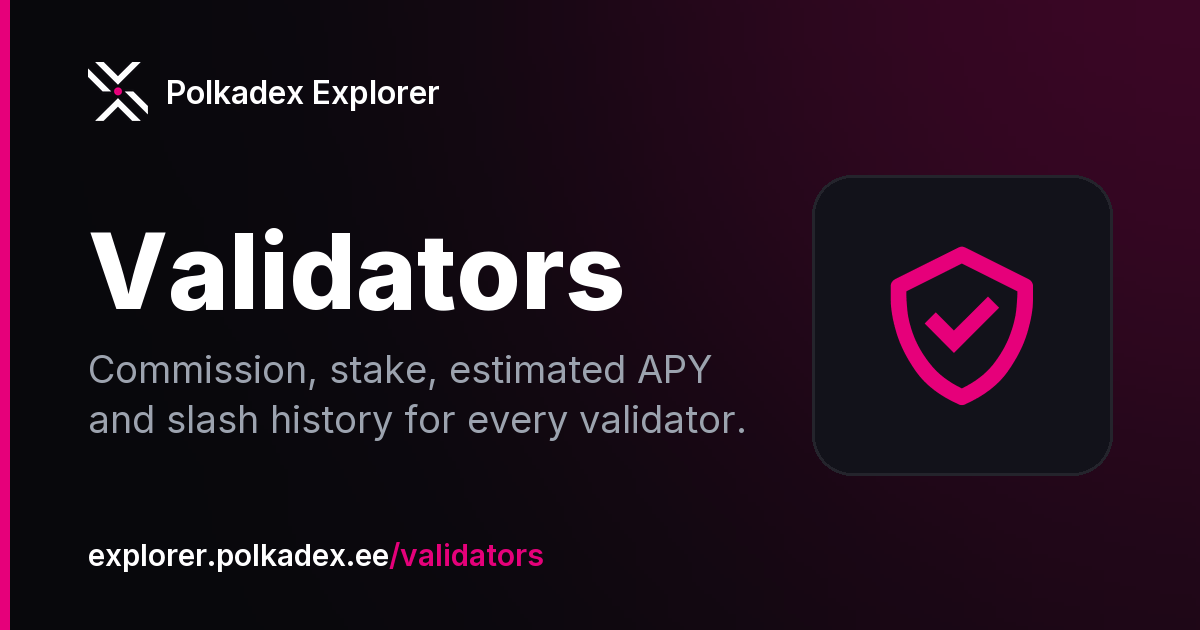 Polkadex Explorer
Validators
Commission, stake, estimated APY
and slash history for every validator.
explorer.polkadex.ee/validators